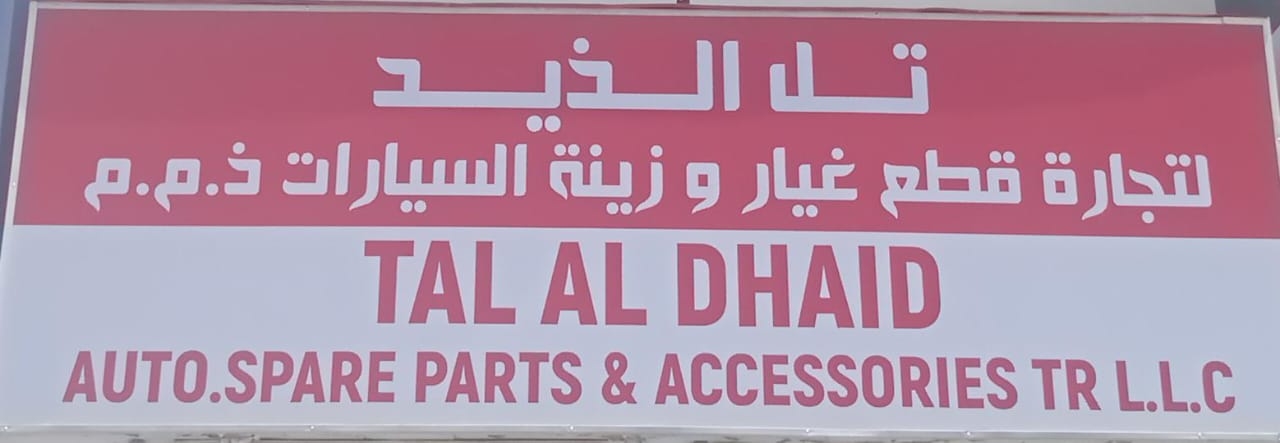 تل الذيد
لتجارة قطع غيار و زينة السيارات ذ.م.م
TAL AL DHAID
AUTO.SPARE PARTS & ACCESSORIES TR L.L.C